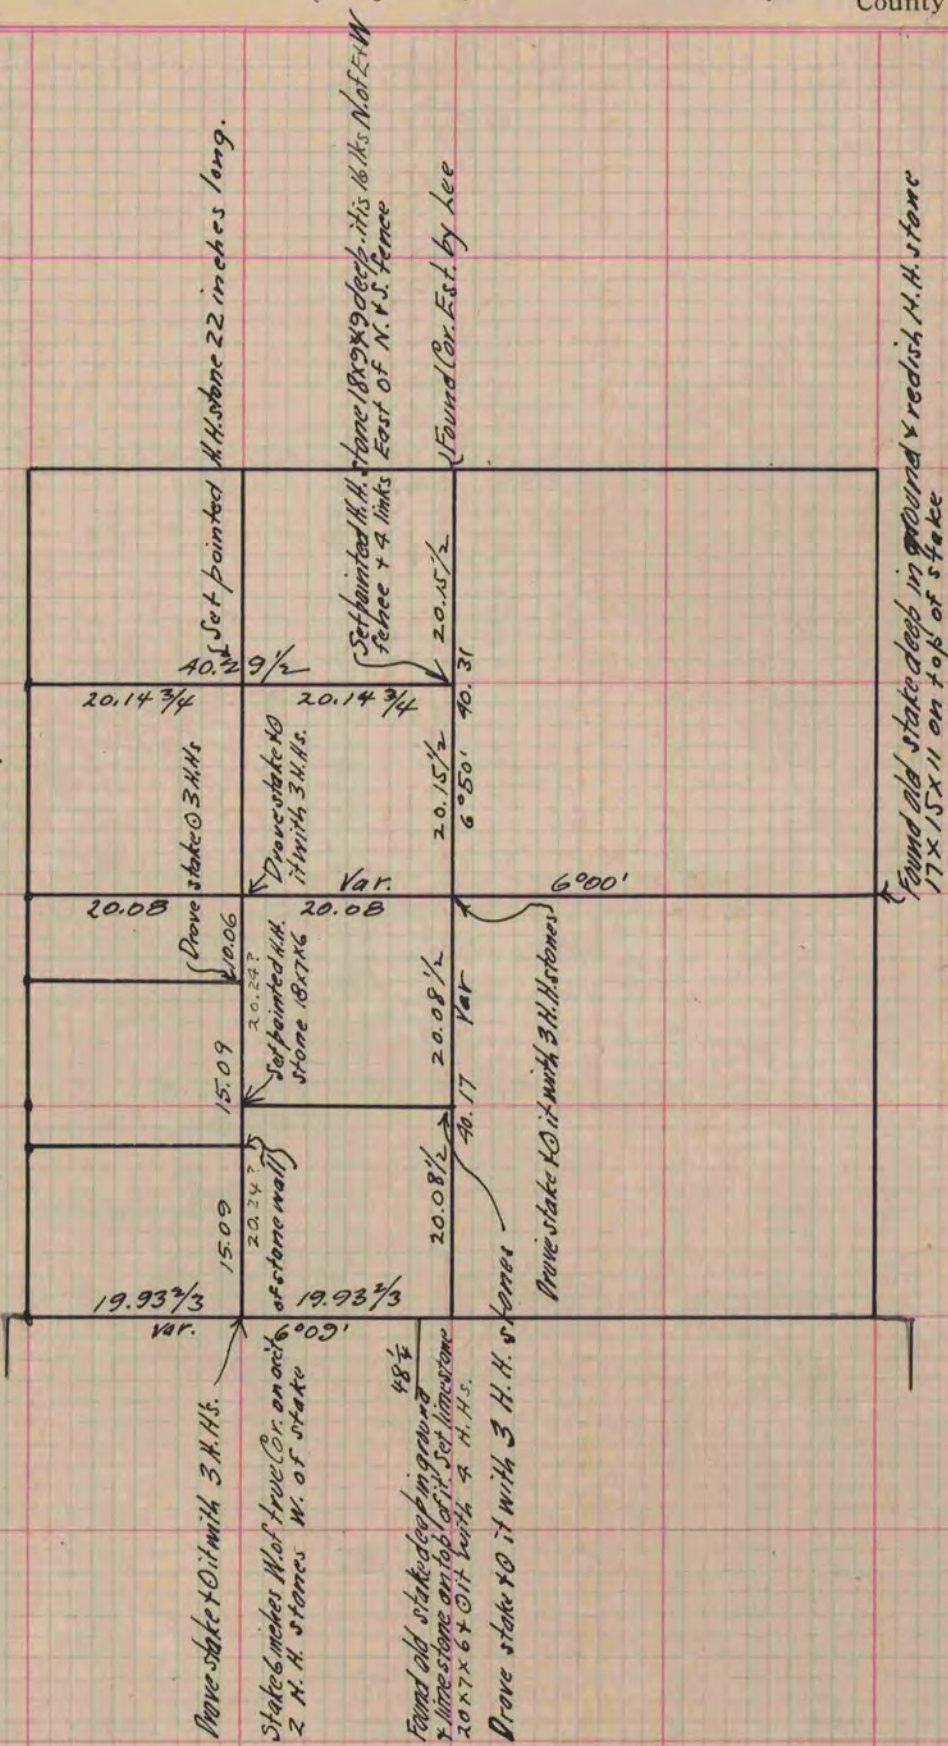 County
Set pointed H.H. stone 22 inches long.
Set pointed H.H. stone 18x9x9 deep. it is 16 lks N. of E+W
fence + 4 links East of N.+S. fence
Found Cor. Est. by Lee
40.29 1/2
20.14 3/4
20.14 3/4
20.15 1/2
40.31
20.15 1/2
6°50'
Drove stake ⊙ 3 H.Hs
Drove stake + ⊙
it with 3 H.Hs.
20.08
Var.
20.08
6°00'
Found old stake deep in ground + redish H.H. stone
17 x 15 x 11 on top of stake
10.06
20.24?
Set pointed H.H.
stone 18x7x6
15.09
20.08 1/2
Var
40.17
Drove stake + ⊙ it with 3 H.H. stones
15.09
20.24?
of stone wall
20.08 1/2
19.93 2/3
19.93 2/3
Var.
6°09'
48 1/4
Drove stake + ⊙ it with 3 H.Hs.
Stake 6 inches W. of true Cor. on acct
2 H.H. stones W. of stake
Found old stake deep in ground
+ limestone on top of it. Set limestone
20x7x6 + ⊙ it with 4 H.Hs.
Drove stake + ⊙ it with 3 H.H. stones